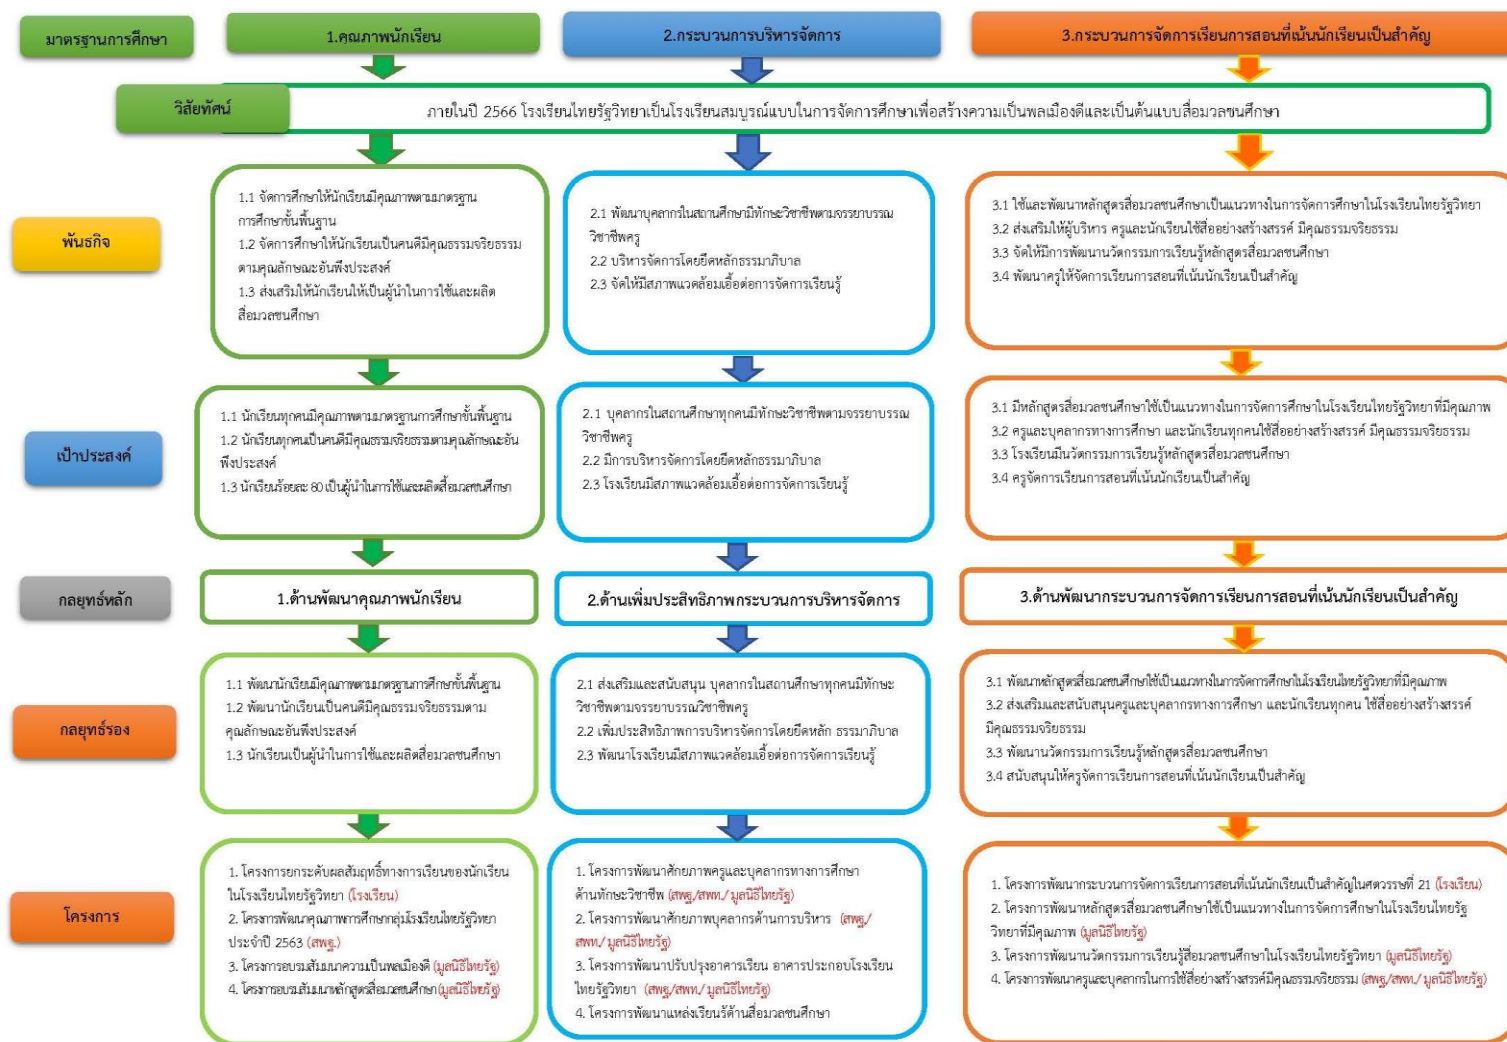 มาตรฐานการศึกษา
1.คุณภาพนักเรียน
2.กระบวนการบริหารจัดการ
3.กระบวนการจัดการเรียนการสอนที่เน้นนักเรียนเป็นสำคัญ
วิสัยทัศน์
ภายในปี 2566 โรงเรียนไทยรัฐวิทยาเป็นโรงเรียนสมบูรณ์แบบในการจัดการศึกษาเพื่อสร้างความเป็นพลเมืองดีและเป็นต้นแบบสื่อมวลชนศึกษา
พันธกิจ
1.1 จัดการศึกษาให้นักเรียนมีคุณภาพตามมาตรฐาน
การศึกษาขั้นพื้นฐาน
1.2 จัดการศึกษาให้นักเรียนเป็นคนดีมีคุณธรรมจริยธรรม
ตามคุณลักษณะอันพึงประสงค์
1.3 ส่งเสริมให้นักเรียนให้เป็นผู้นำในการใช้และผลิต
สื่อมวลชนศึกษา
2.1 พัฒนาบุคลากรในสถานศึกษามีทักษะวิชาชีพตามจรรยาบรรณ
วิชาชีพครู
2.2 บริหารจัดการโดยยึดหลักธรรมาภิบาล
2.3 จัดให้มีสภาพแวดล้อมเอื้อต่อการจัดการเรียนรู้
3.1 ใช้และพัฒนาหลักสูตรสื่อมวลชนศึกษาเป็นแนวทางในการจัดการศึกษาในโรงเรียนไทยรัฐวิทยา
3.2 ส่งเสริมให้ผู้บริหาร ครูและนักเรียนใช้สื่ออย่างสร้างสรรค์ มีคุณธรรมจริยธรรม
3.3 จัดให้มีการพัฒนานวัตกรรมการเรียนรู้หลักสูตรสื่อมวลชนศึกษา
3.4 พัฒนาครูให้จัดการเรียนการสอนที่เน้นนักเรียนเป็นสำคัญ
เป้าประสงค์
1.1 นักเรียนทุกคนมีคุณภาพตามมาตรฐานการศึกษาขั้นพื้นฐาน
1.2 นักเรียนทุกคนเป็นคนดีมีคุณธรรมจริยธรรมตามคุณลักษณะอัน
พึงประสงค์
1.3 นักเรียนร้อยละ 80 เป็นผู้นำในการใช้และผลิตสื่อมวลชนศึกษา
2.1 บุคลากรในสถานศึกษาทุกคนมีทักษะวิชาชีพตามจรรยาบรรณ
วิชาชีพครู
2.2 มีการบริหารจัดการโดยยึดหลักธรรมาภิบาล
2.3 โรงเรียนมีสภาพแวดล้อมเอื้อต่อการจัดการเรียนรู้
3.1 มีหลักสูตรสื่อมวลชนศึกษาใช้เป็นแนวทางในการจัดการศึกษาในโรงเรียนไทยรัฐวิทยาที่มีคุณภาพ
3.2 ครูและบุคลากรทางการศึกษา และนักเรียนทุกคนใช้สื่ออย่างสร้างสรรค์ มีคุณธรรมจริยธรรม
3.3 โรงเรียนมีนวัตกรรมการเรียนรู้หลักสูตรสื่อมวลชนศึกษา
3.4 ครูจัดการเรียนการสอนที่เน้นนักเรียนเป็นสำคัญ
กลยุทธ์หลัก
1.ด้านพัฒนาคุณภาพนักเรียน
2.ด้านเพิ่มประสิทธิภาพกระบวนการบริหารจัดการ
3.ด้านพัฒนากระบวนการจัดการเรียนการสอนที่เน้นนักเรียนเป็นสำคัญ
กลยุทธ์รอง
1.1 พัฒนานักเรียนมีคุณภาพตามมาตรฐานการศึกษาขั้นพื้นฐาน
1.2 พัฒนานักเรียนเป็นคนดีมีคุณธรรมจริยธรรมตาม
คุณลักษณะอันพึงประสงค์
1.3 นักเรียนเป็นผู้นำในการใช้และผลิตสื่อมวลชนศึกษา
2.1 ส่งเสริมและสนับสนุน บุคลากรในสถานศึกษาทุกคนมีทักษะ
วิชาชีพตามจรรยาบรรณวิชาชีพครู
2.2 เพิ่มประสิทธิภาพการบริหารจัดการโดยยึดหลัก ธรรมาภิบาล
2.3 พัฒนาโรงเรียนมีสภาพแวดล้อมเอื้อต่อการจัดการเรียนรู้
3.1 พัฒนาหลักสูตรสื่อมวลชนศึกษาใช้เป็นแนวทางในการจัดการศึกษาในโรงเรียนไทยรัฐวิทยาที่มีคุณภาพ
3.2 ส่งเสริมและสนับสนุนครูและบุคลากรทางการศึกษา และนักเรียนทุกคน ใช้สื่ออย่างสร้างสรรค์
มีคุณธรรมจริยธรรม
3.3 พัฒนานวัตกรรมการเรียนรู้หลักสูตรสื่อมวลชนศึกษา
3.4 สนับสนุนให้ครูจัดการเรียนการสอนที่เน้นนักเรียนเป็นสำคัญ
โครงการ
1. โครงการยกระดับผลสัมฤทธิ์ทางการเรียนของนักเรียน
ในโรงเรียนไทยรัฐวิทยา (โรงเรียน)
2. โครงการพัฒนาคุณภาพการศึกษากลุ่มโรงเรียนไทยรัฐวิทยา
ประจำปี 2563 (สพฐ.)
3. โครงการอบรมสัมมนาความเป็นพลเมืองดี (มูลนิธิไทยรัฐ)
4. โครงการอบรมสัมมนาหลักสูตรสื่อมวลชนศึกษา (มูลนิธิไทยรัฐ)
1. โครงการพัฒนาศักยภาพครูและบุคลากรทางการศึกษา
ด้านทักษะวิชาชีพ (สพฐ/สพท./ มูลนิธิไทยรัฐ)
2. โครงการพัฒนาศักยภาพบุคลากรด้านการบริหาร (สพฐ/
สพท./ มูลนิธิไทยรัฐ)
3. โครงการพัฒนาปรับปรุงอาคารเรียน อาคารประกอบโรงเรียน
ไทยรัฐวิทยา (สพฐ/สพท./ มูลนิธิไทยรัฐ)
4. โครงการพัฒนาแหล่งเรียนรู้ด้านสื่อมวลชนศึกษา
1. โครงการพัฒนากระบวนการจัดการเรียนการสอนที่เน้นนักเรียนเป็นสำคัญในศตวรรษที่ 21 (โรงเรียน)
2. โครงการพัฒนาหลักสูตรสื่อมวลชนศึกษาใช้เป็นแนวทางในการจัดการศึกษาในโรงเรียนไทยรัฐ
วิทยาที่มีคุณภาพ (มูลนิธิไทยรัฐ)
3. โครงการพัฒนานวัตกรรมการเรียนรู้สื่อมวลชนศึกษาในโรงเรียนไทยรัฐวิทยา (มูลนิธิไทยรัฐ)
4. โครงการพัฒนาครูและบุคลากรในการใช้สื่ออย่างสร้างสรรค์มีคุณธรรมจริยธรรม (สพฐ/สพท./ มูลนิธิไทยรัฐ)